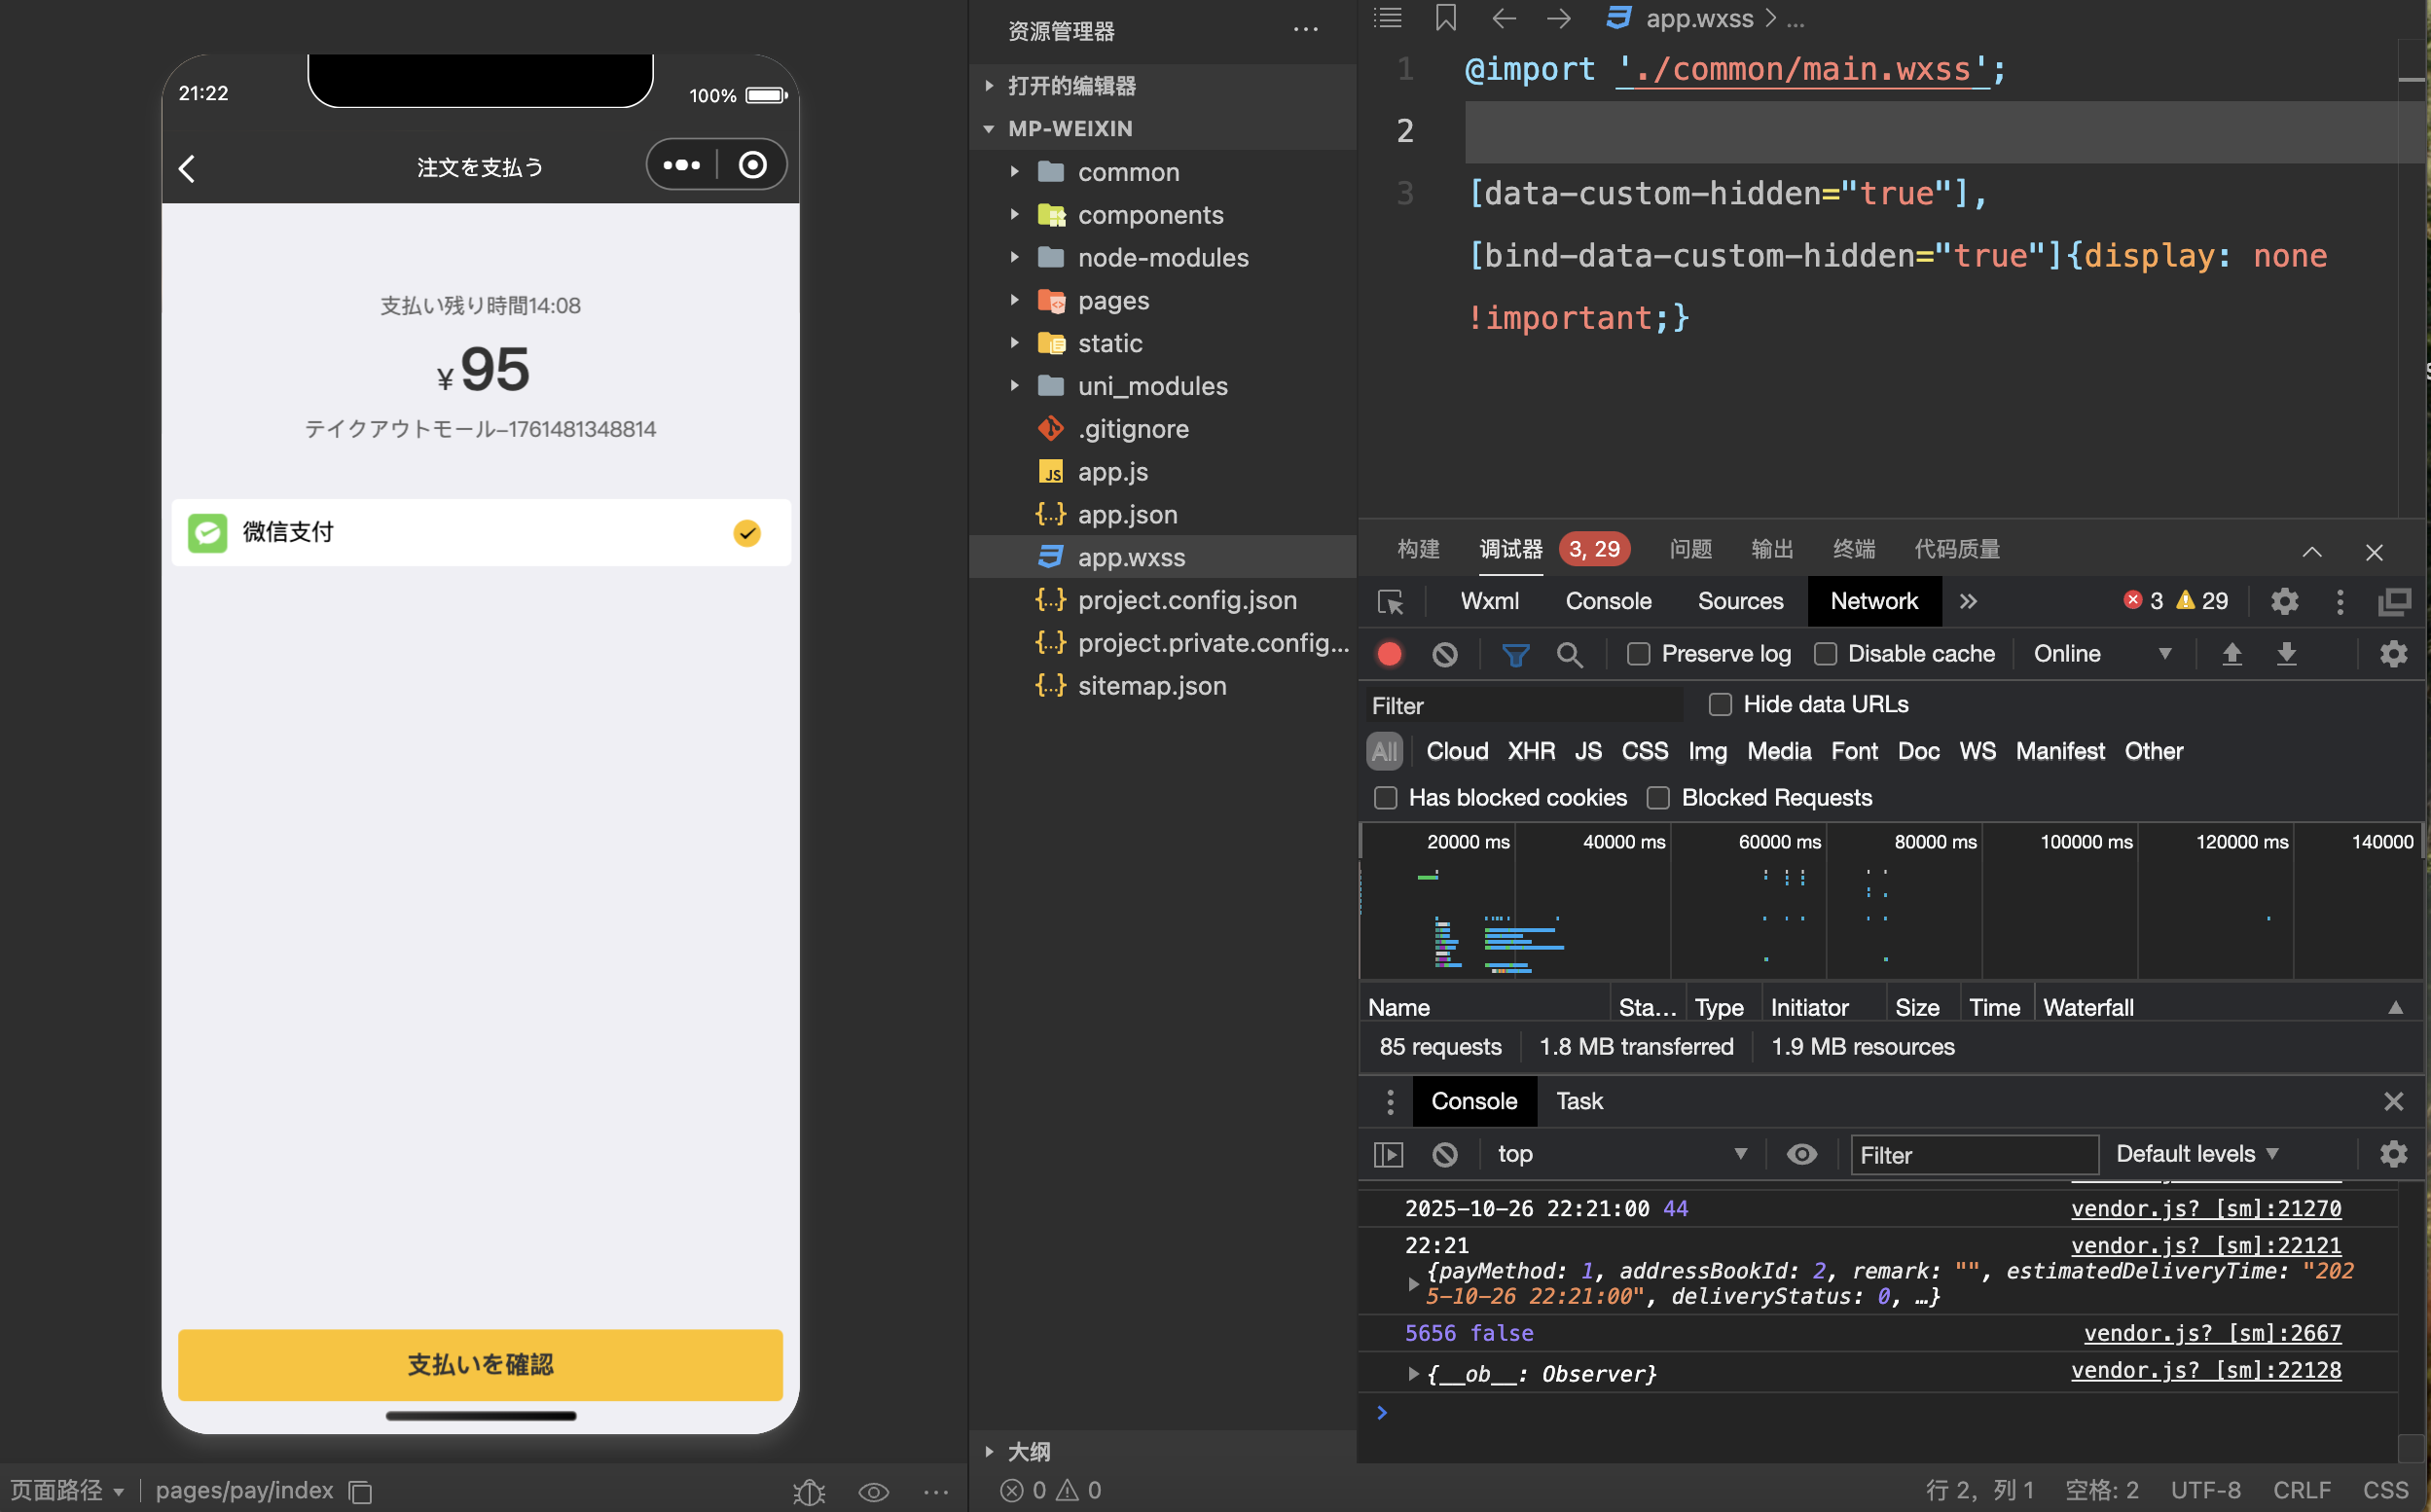 21:22
100%
注文を支払う
支払い残り時間14:08
¥95
テイクアウトモール-1761481348814
微信支付
支払いを確認
页面路径
pages/pay/index
资源管理器
打开的编辑器
MP-WEIXIN
common
components
node-modules
pages
static
uni_modules
.gitignore
app.js
app.json
app.wxss
project.config.json
project.private.config...
sitemap.json
大纲
0 0
app.wxss > ...
1 @import './common/main.wxss';
2
3 [data-custom-hidden="true"],
[bind-data-custom-hidden="true"]{display: none
!important;}
构建 调试器 3, 29 问题 输出 终端 代码质量
Wxml Console Sources Network » 3 29
Preserve log Disable cache Online
Filter Hide data URLs
All Cloud XHR JS CSS Img Media Font Doc WS Manifest Other
Has blocked cookies Blocked Requests
20000 ms 40000 ms 60000 ms 80000 ms 100000 ms 120000 ms 140000
Name Sta... Type Initiator Size Time Waterfall
85 requests 1.8 MB transferred 1.9 MB resources
Console Task
top Filter Default levels
2025-10-26 22:21:00 44 vendor.js? [sm]:21270
22:21 vendor.js? [sm]:22121
{payMethod: 1, addressBookId: 2, remark: "", estimatedDeliveryTime: "202
5-10-26 22:21:00", deliveryStatus: 0, …}
5656 false vendor.js? [sm]:2667
{__ob__: Observer} vendor.js? [sm]:22128
行 2，列 1 空格: 2 UTF-8 CRLF CSS